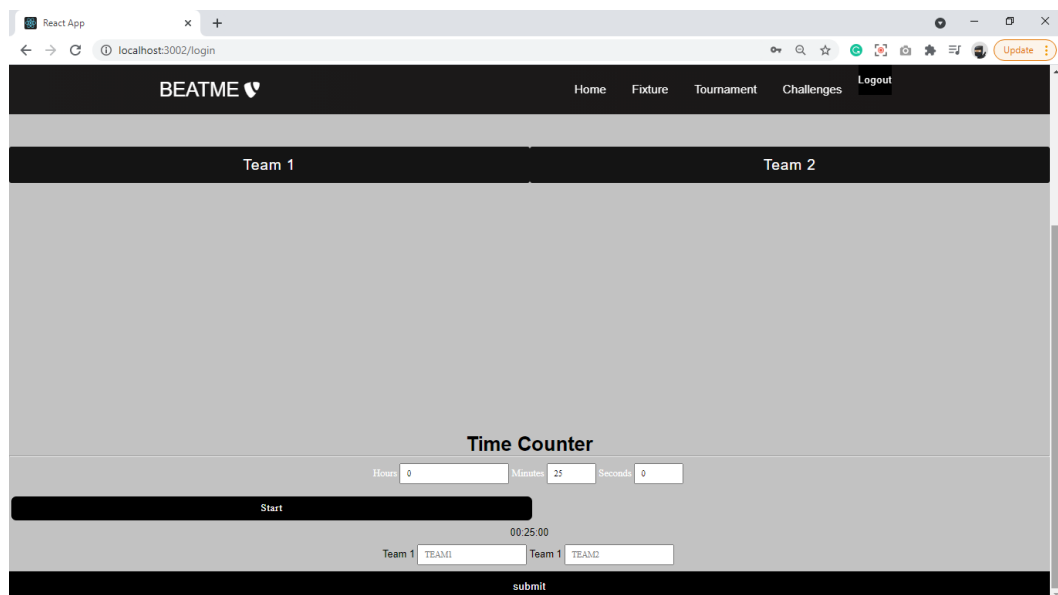 React App
localhost:3002/login
Update
BEATME Home Fixture Tournament Challenges Logout
Team 1 Team 2
Time Counter
Hours 0 Minutes 25 Seconds 0
Start
00:25:00
Team 1 TEAM1 Team 1 TEAM2
submit